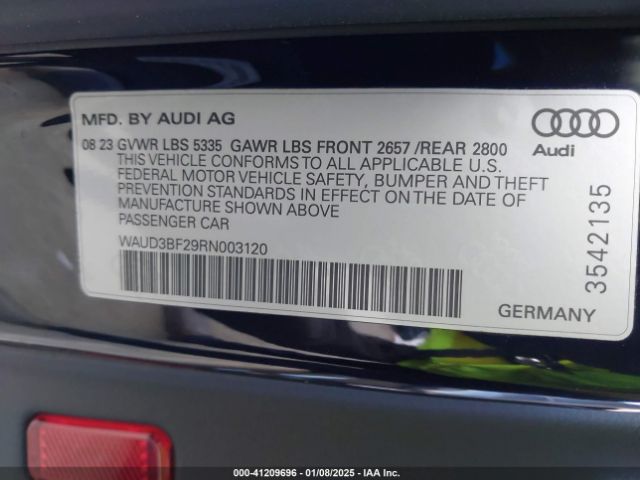 MFD. BY AUDI AG
Audi
08 23 GVWR LBS 5335 GAWR LBS FRONT 2657 /REAR 2800
THIS VEHICLE CONFORMS TO ALL APPLICABLE U.S.
FEDERAL MOTOR VEHICLE SAFETY, BUMPER AND THEFT
PREVENTION STANDARDS IN EFFECT ON THE DATE OF
MANUFACTURE SHOWN ABOVE
PASSENGER CAR
WAUD3BF29RN003120
3542135
GERMANY
000-41209696 - 01/08/2025 - IAA Inc.